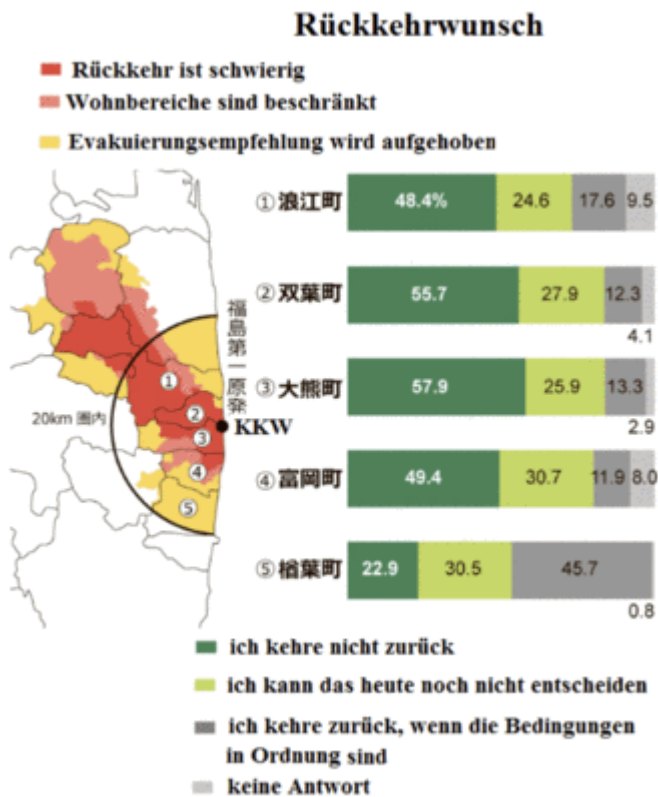 Rückkehrwunsch
Rückkehr ist schwierig
Wohnbereiche sind beschränkt
Evakuierungsempfehlung wird aufgehoben
①浪江町 48.4% 24.6 17.6 9.5
②双葉町 55.7 27.9 12.3
4.1
③大熊町 57.9 25.9 13.3
2.9
④富岡町 49.4 30.7 11.9 8.0
⑤楢葉町 22.9 30.5 45.7
0.8
福島第一原発
20km 圏内
KKW
①
②
③
④
⑤
ich kehre nicht zurück
ich kann das heute noch nicht entscheiden
ich kehre zurück, wenn die Bedingungen
in Ordnung sind
keine Antwort